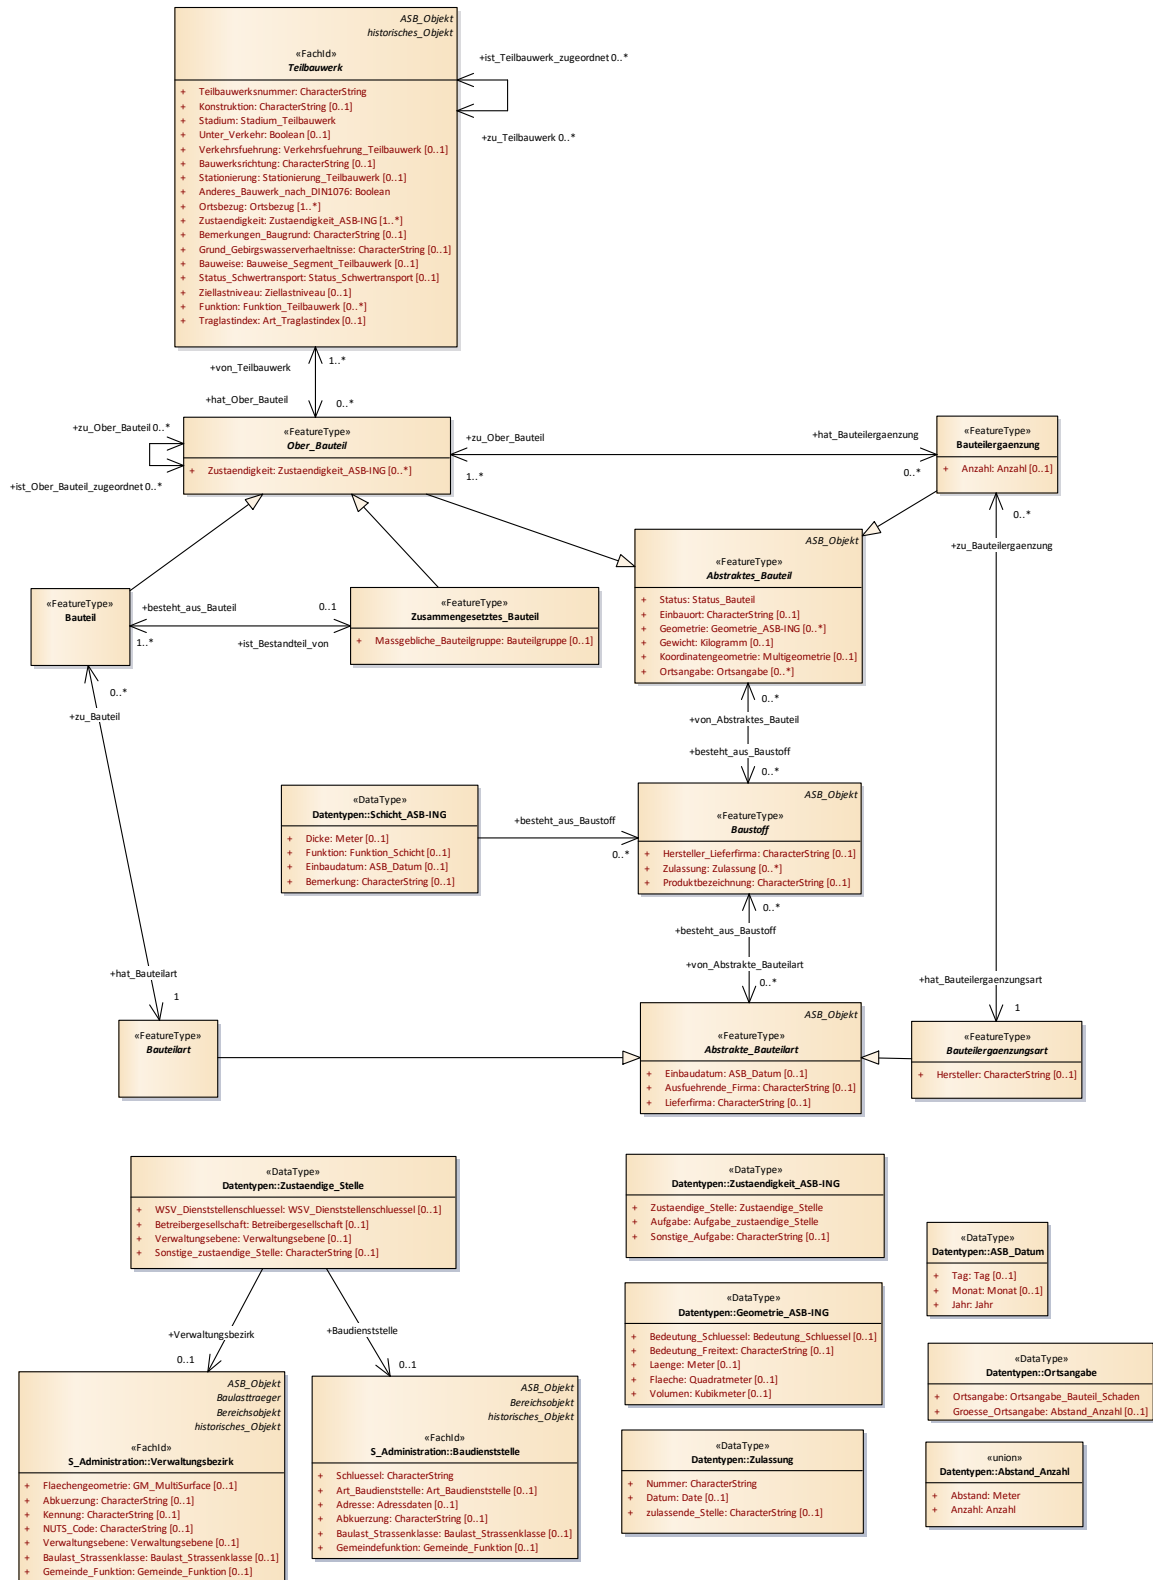 ASB_Objekt
historisches_Objekt
«FachId»
Teilbauwerk
+ Teilbauwerksnummer: CharacterString
+ Konstruktion: CharacterString [0..1]
+ Stadium: Stadium_Teilbauwerk
+ Unter_Verkehr: Boolean [0..1]
+ Verkehrsfuehrung: Verkehrsfuehrung_Teilbauwerk [0..1]
+ Bauwerksrichtung: CharacterString [0..1]
+ Stationierung: Stationierung_Teilbauwerk [0..1]
+ Anderes_Bauwerk_nach_DIN1076: Boolean
+ Ortsbezug: Ortsbezug [1..*]
+ Zustaendigkeit: Zustaendigkeit_ASB-ING [1..*]
+ Bemerkungen_Baugrund: CharacterString [0..1]
+ Grund_Gebirgswasserverhaeltnisse: CharacterString [0..1]
+ Bauweise: Bauweise_Segment_Teilbauwerk [0..1]
+ Status_Schwertransport: Status_Schwertransport [0..1]
+ Ziellastniveau: Ziellastniveau [0..1]
+ Funktion: Funktion_Teilbauwerk [0..*]
+ Traglastindex: Art_Traglastindex [0..1]
+ist_Teilbauwerk_zugeordnet 0..*
+zu_Teilbauwerk 0..*
1..*
+von_Teilbauwerk
+hat_Ober_Bauteil
0..*
+zu_Ober_Bauteil 0..*
+ist_Ober_Bauteil_zugeordnet 0..*
«FeatureType»
Ober_Bauteil
+ Zustaendigkeit: Zustaendigkeit_ASB-ING [0..*]
+zu_Ober_Bauteil
1..*
+hat_Bauteilergaenzung
0..*
«FeatureType»
Bauteilergaenzung
+ Anzahl: Anzahl [0..1]
0..*
+zu_Bauteilergaenzung
ASB_Objekt
«FeatureType»
Abstraktes_Bauteil
+ Status: Status_Bauteil
+ Einbauort: CharacterString [0..1]
+ Geometrie: Geometrie_ASB-ING [0..*]
+ Gewicht: Kilogramm [0..1]
+ Koordinatengeometrie: Multigeometrie [0..1]
+ Ortsangabe: Ortsangabe [0..*]
«FeatureType»
Bauteil
+besteht_aus_Bauteil
1..*
0..1
+ist_Bestandteil_von
«FeatureType»
Zusammengesetztes_Bauteil
+ Massgebliche_Bauteilgruppe: Bauteilgruppe [0..1]
0..*
+zu_Bauteil
0..*
+von_Abstraktes_Bauteil
+besteht_aus_Baustoff
0..*
«DataType»
Datentypen::Schicht_ASB-ING
+ Dicke: Meter [0..1]
+ Funktion: Funktion_Schicht [0..1]
+ Einbaudatum: ASB_Datum [0..1]
+ Bemerkung: CharacterString [0..1]
+besteht_aus_Baustoff
0..*
ASB_Objekt
«FeatureType»
Baustoff
+ Hersteller_Lieferfirma: CharacterString [0..1]
+ Zulassung: Zulassung [0..*]
+ Produktbezeichnung: CharacterString [0..1]
0..*
+besteht_aus_Baustoff
+von_Abstrakte_Bauteilart
0..*
+hat_Bauteilart
1
+hat_Bauteilergaenzungsart
1
«FeatureType»
Bauteilart
ASB_Objekt
«FeatureType»
Abstrakte_Bauteilart
+ Einbaudatum: ASB_Datum [0..1]
+ Ausfuehrende_Firma: CharacterString [0..1]
+ Lieferfirma: CharacterString [0..1]
«FeatureType»
Bauteilergaenzungsart
+ Hersteller: CharacterString [0..1]
«DataType»
Datentypen::Zustaendige_Stelle
+ WSV_Dienststellenschluessel: WSV_Dienststellenschluessel [0..1]
+ Betreibergesellschaft: Betreibergesellschaft [0..1]
+ Verwaltungsebene: Verwaltungsebene [0..1]
+ Sonstige_zustaendige_Stelle: CharacterString [0..1]
+Verwaltungsbezirk
0..1
+Baudienststelle
0..1
ASB_Objekt
Baulasttraeger
Bereichsobjekt
historisches_Objekt
«FachId»
S_Administration::Verwaltungsbezirk
+ Flaechengeometrie: GM_MultiSurface [0..1]
+ Abkuerzung: CharacterString [0..1]
+ Kennung: CharacterString [0..1]
+ NUTS_Code: CharacterString [0..1]
+ Verwaltungsebene: Verwaltungsebene [0..1]
+ Baulast_Strassenklasse: Baulast_Strassenklasse [0..1]
+ Gemeinde_Funktion: Gemeinde_Funktion [0..1]
ASB_Objekt
Bereichsobjekt
historisches_Objekt
«FachId»
S_Administration::Baudienststelle
+ Schluessel: CharacterString
+ Art_Baudienststelle: Art_Baudienststelle [0..1]
+ Adresse: Adressdaten [0..1]
+ Abkuerzung: CharacterString [0..1]
+ Baulast_Strassenklasse: Baulast_Strassenklasse [0..1]
+ Gemeindefunktion: Gemeinde_Funktion [0..1]
«DataType»
Datentypen::Zustaendigkeit_ASB-ING
+ Zustaendige_Stelle: Zustaendige_Stelle
+ Aufgabe: Aufgabe_zustaendige_Stelle
+ Sonstige_Aufgabe: CharacterString [0..1]
«DataType»
Datentypen::Geometrie_ASB-ING
+ Bedeutung_Schluessel: Bedeutung_Schluessel [0..1]
+ Bedeutung_Freitext: CharacterString [0..1]
+ Laenge: Meter [0..1]
+ Flaeche: Quadratmeter [0..1]
+ Volumen: Kubikmeter [0..1]
«DataType»
Datentypen::Zulassung
+ Nummer: CharacterString
+ Datum: Date [0..1]
+ zulassende_Stelle: CharacterString [0..1]
«DataType»
Datentypen::ASB_Datum
+ Tag: Tag [0..1]
+ Monat: Monat [0..1]
+ Jahr: Jahr
«DataType»
Datentypen::Ortsangabe
+ Ortsangabe: Ortsangabe_Bauteil_Schaden
+ Groesse_Ortsangabe: Abstand_Anzahl [0..1]
«union»
Datentypen::Abstand_Anzahl
+ Abstand: Meter
+ Anzahl: Anzahl